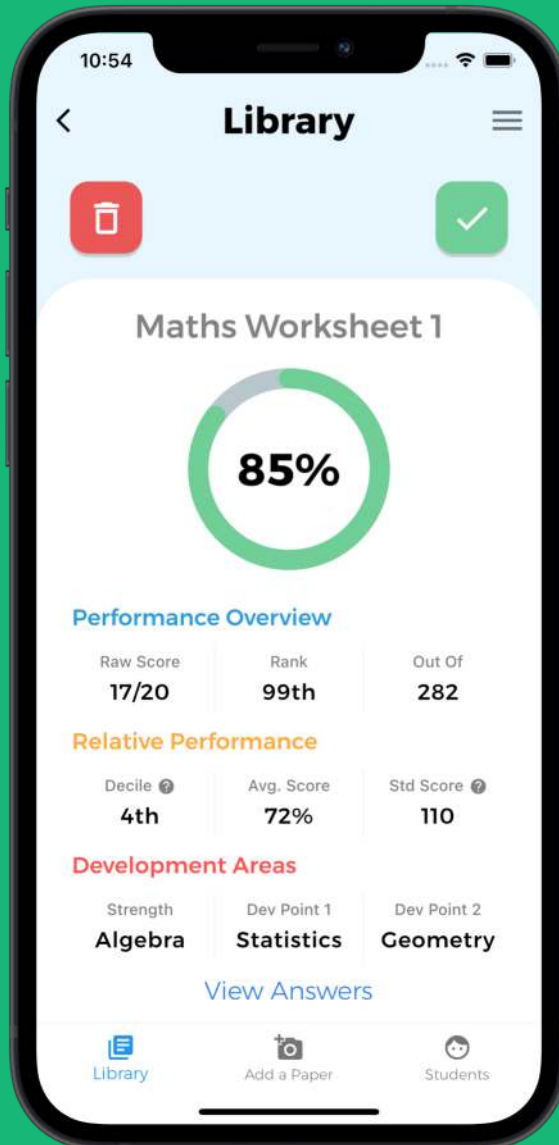 10:54
Library
Maths Worksheet 1
85%
Performance Overview
Raw Score Rank Out Of
17/20 99th 282
Relative Performance
Decile ? Avg. Score Std Score ?
4th 72% 110
Development Areas
Strength Dev Point 1 Dev Point 2
Algebra Statistics Geometry
View Answers
Library Add a Paper Students